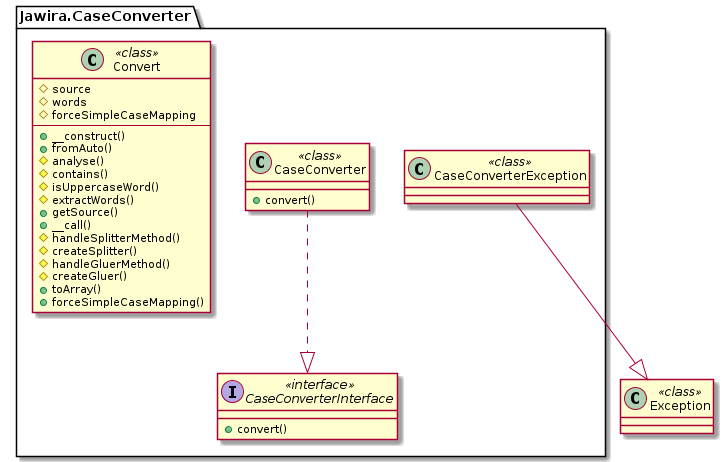 Jawira.CaseConverter
C
«class»
Convert
source
words
forceSimpleCaseMapping
__construct()
fromAuto()
analyse()
contains()
isUppercaseWord()
extractWords()
getSource()
__call()
handleSplitterMethod()
createSplitter()
handleGluerMethod()
createGluer()
toArray()
forceSimpleCaseMapping()
C
«class»
CaseConverter
convert()
C
«class»
CaseConverterException
I
«interface»
CaseConverterInterface
convert()
C
«class»
Exception